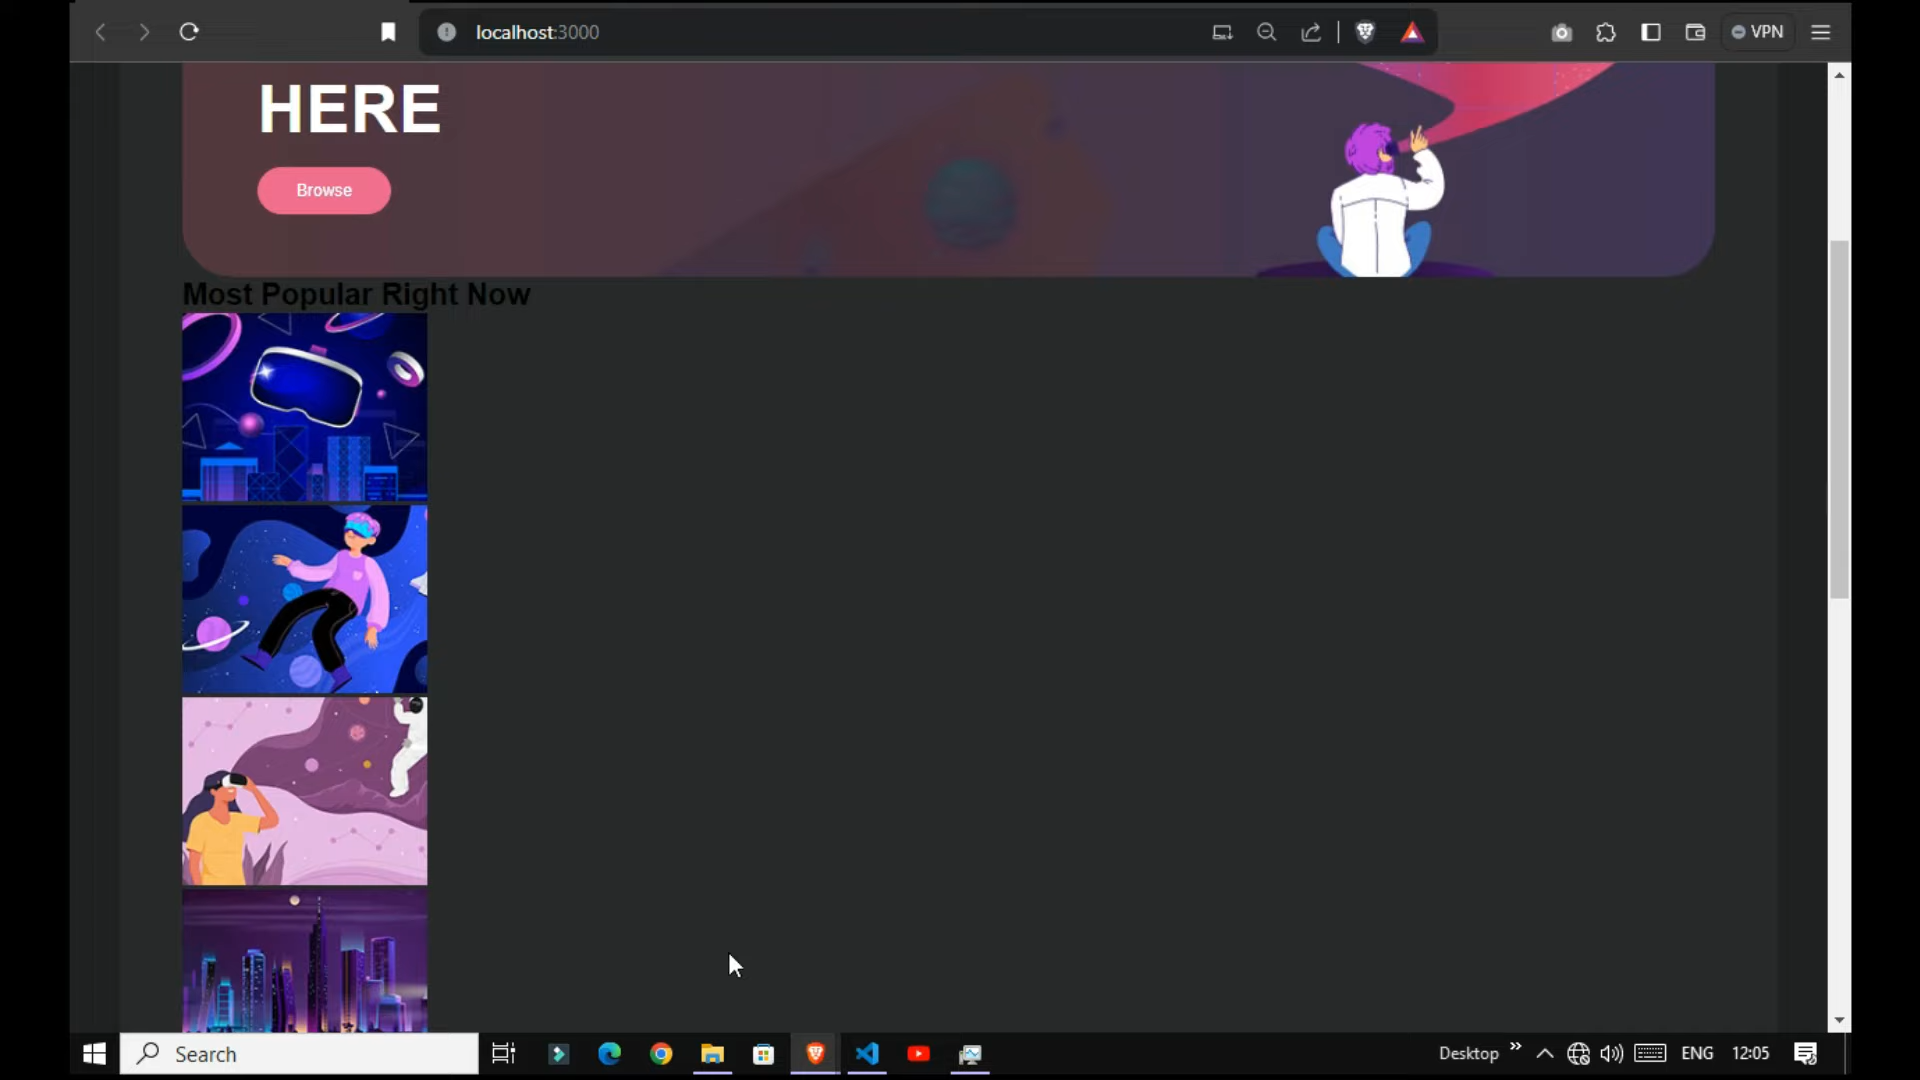 localhost:3000
VPN
HERE
Browse
Most Popular Right Now
Search
Desktop
ENG
12:05